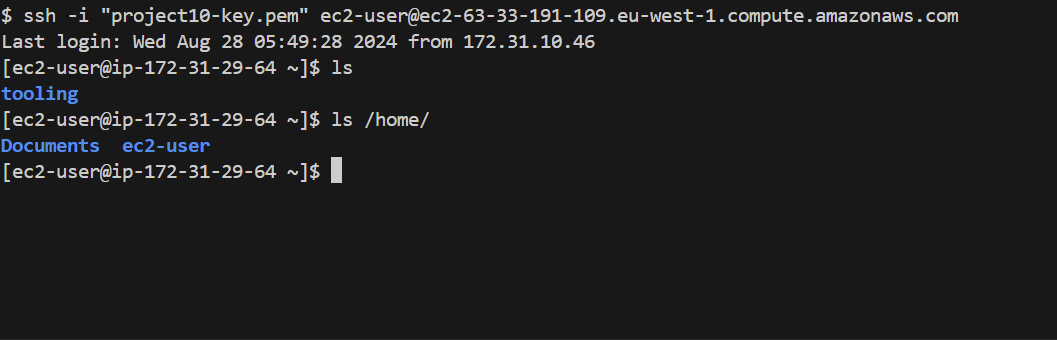 $ ssh -i "project10-key.pem" ec2-user@ec2-63-33-191-109.eu-west-1.compute.amazonaws.com
Last login: Wed Aug 28 05:49:28 2024 from 172.31.10.46
[ec2-user@ip-172-31-29-64 ~]$ ls
tooling
[ec2-user@ip-172-31-29-64 ~]$ ls /home/
Documents  ec2-user
[ec2-user@ip-172-31-29-64 ~]$